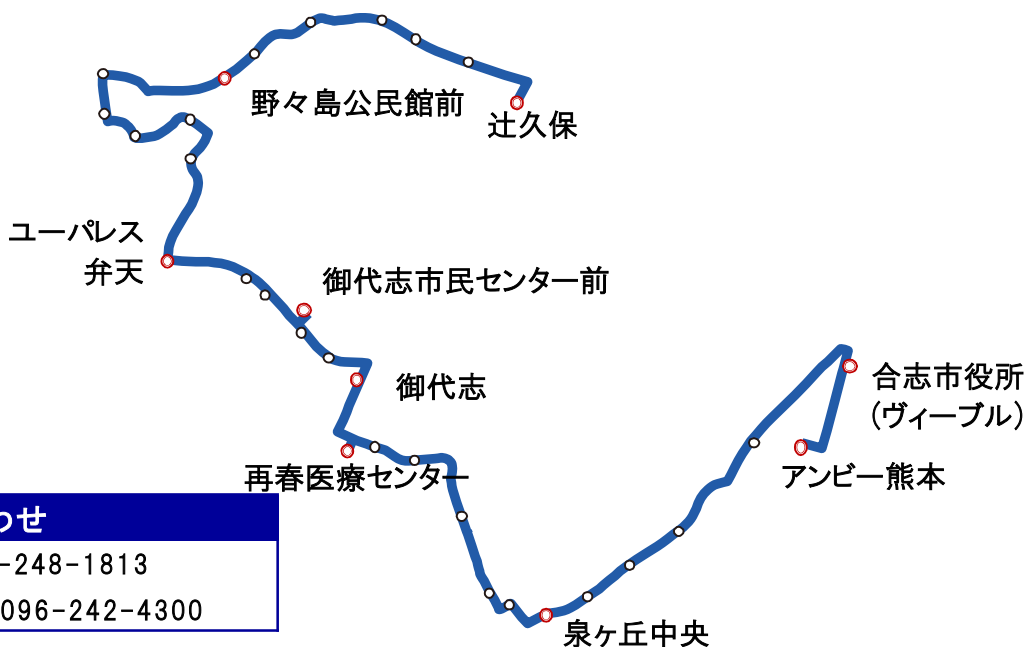 野々島公民館前
辻久保
ユーパレス
弁天
御代志市民センター前
御代志
合志市役所
(ヴィーブル)
アンビー熊本
再春医療センター
わせ
-248-1813
096-242-4300
泉ヶ丘中央